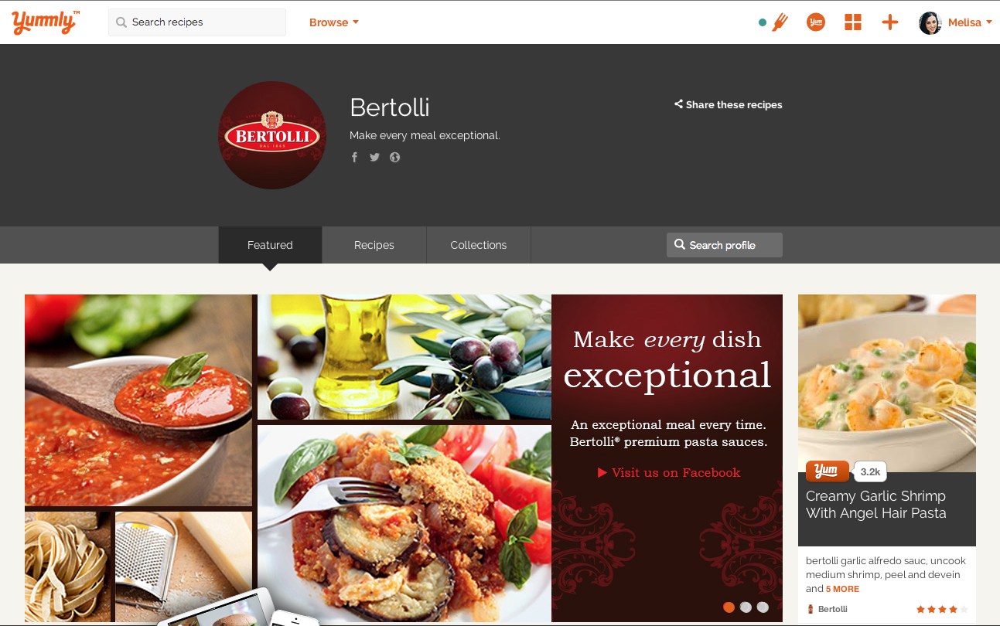 Yummly™
Search recipes
Browse
Yum
Melisa
BERTOLLI
DAL 1865
Bertolli
Make every meal exceptional.
Share these recipes
Featured
Recipes
Collections
Search profile
Make every dish
exceptional
An exceptional meal every time.
Bertolli® premium pasta sauces.
Visit us on Facebook
Yum
3.2k
Creamy Garlic Shrimp
With Angel Hair Pasta
bertolli garlic alfredo sauc, uncook
medium shrimp, peel and devein
and 5 MORE
Bertolli